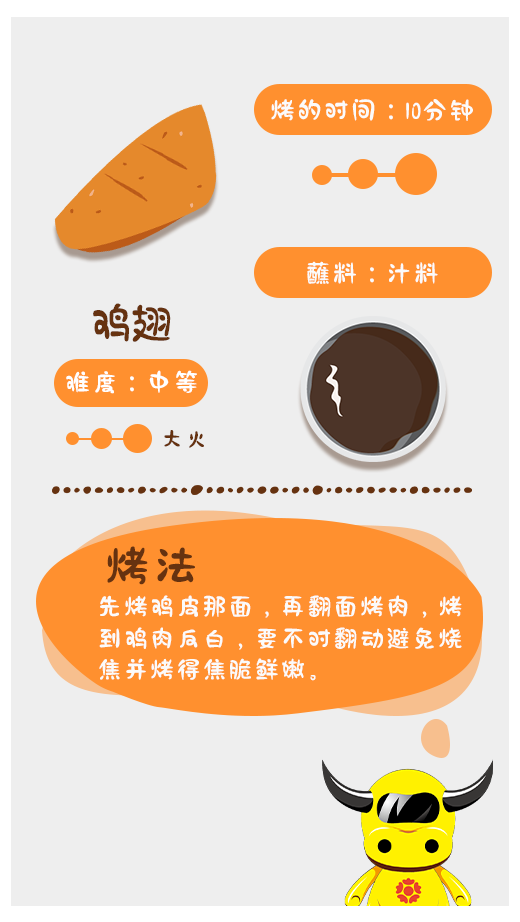 烤的时间：10分钟
蘸料：汁料
鸡翅
难度：中等
大火
烤法
先烤鸡皮那面，再翻面烤肉，烤
到鸡肉反白，要不时翻动避免烧
焦并烤得焦脆鲜嫩。